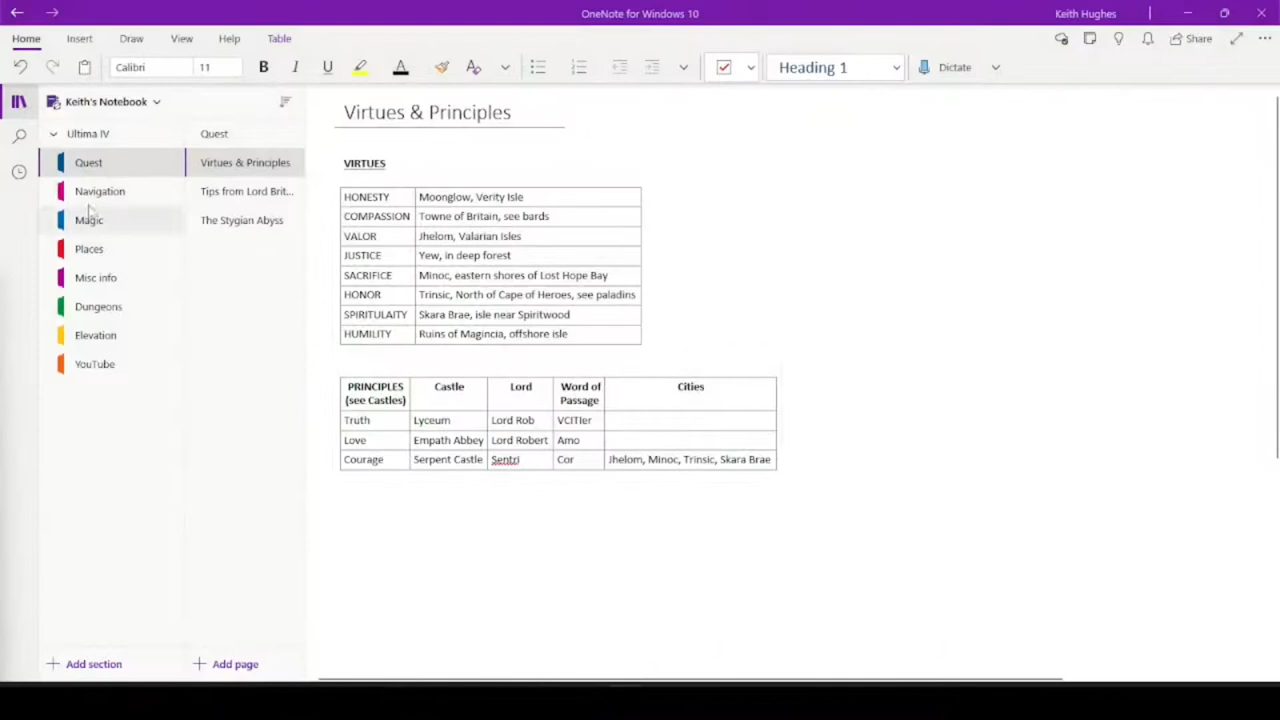 OneNote for Windows 10
Keith Hughes
Home Insert Draw View Help Table
Share
Calibri 11 B I U A Heading 1 Dictate
Keith's Notebook
Ultima IV
Quest
Navigation
Magic
Places
Misc info
Dungeons
Elevation
YouTube
Add section
Quest
Virtues & Principles
Tips from Lord Brit...
The Stygian Abyss
Add page
Virtues & Principles
VIRTUES
HONESTY Moonglow, Verity Isle
COMPASSION Towne of Britain, see bards
VALOR Jhelom, Valarian Isles
JUSTICE Yew, in deep forest
SACRIFICE Minoc, eastern shores of Lost Hope Bay
HONOR Trinsic, North of Cape of Heroes, see paladins
SPIRITULAITY Skara Brae, isle near Spiritwood
HUMILITY Ruins of Magincia, offshore isle
PRINCIPLES Castle Lord Word of Cities
(see Castles) Passage
Truth Lyceum Lord Rob VCITIer
Love Empath Abbey Lord Robert Amo
Courage Serpent Castle Sentri Cor Jhelom, Minoc, Trinsic, Skara Brae